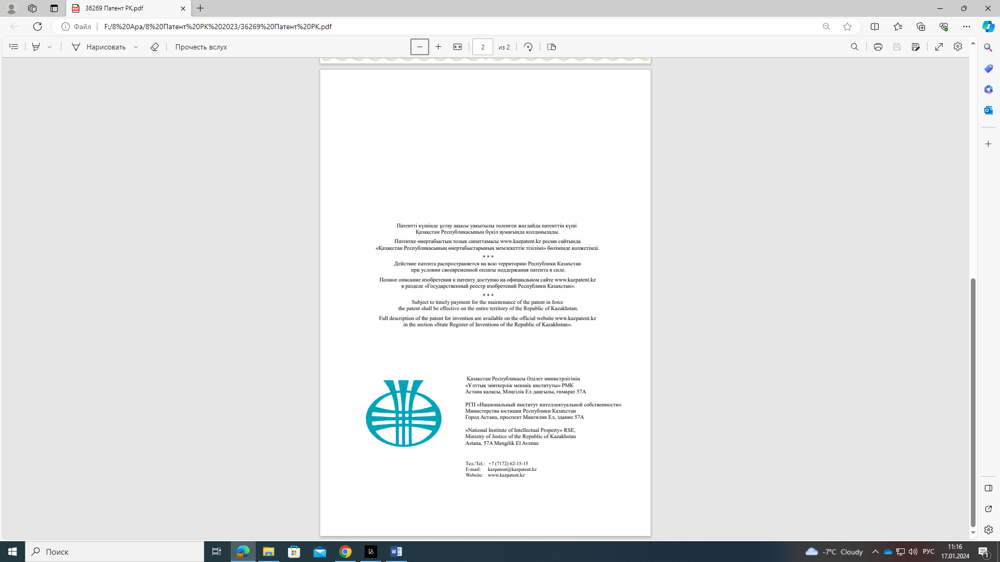 36269 Патент РК.pdf
Файл
F:/8%20Ара/8%20Патент%20РК%202023/36269%20Патент%20РК.pdf
Нарисовать
Прочесть вслух
2
из 2
Патентті күшінде ұстау ақысы уақытылы төленген жағдайда патенттің күші
Қазақстан Республикасының бүкіл аумағында қолданылады.
Патентке өнертабыстың толық сипаттамасы www.kazpatent.kz ресми сайтында
«Қазақстан Республикасының өнертабыстарының мемлекеттік тізілімі» бөлімінде қолжетімді.
* * *
Действие патента распространяется на всю территорию Республики Казахстан
при условии своевременной оплаты поддержания патента в силе.
Полное описание изобретения к патенту доступно на официальном сайте www.kazpatent.kz
в разделе «Государственный реестр изобретений Республики Казахстан».
* * *
Subject to timely payment for the maintenance of the patent in force
the patent shall be effective on the entire territory of the Republic of Kazakhstan.
Full description of the patent for invention are available on the official website www.kazpatent.kz
in the section «State Register of Inventions of the Republic of Kazakhstan».
Қазақстан Республикасы Әділет министрлігінің
«Ұлттық зияткерлік меншік институты» РМК
Астана қаласы, Мәңгілік Ел даңғылы, ғимарат 57А
РГП «Национальный институт интеллектуальной собственности»
Министерства юстиции Республики Казахстан
Город Астана, проспект Мангилик Ел, здание 57А
«National Institute of Intellectual Property» RSE,
Ministry of Justice of the Republic of Kazakhstan
Astana, 57A Mangilik El Avenue
Тел./Tel.: +7 (7172) 62-15-15
E-mail: kazpatent@kazpatent.kz
Website: www.kazpatent.kz
Поиск
-7°C Cloudy
РУС
11:16
17.01.2024
1